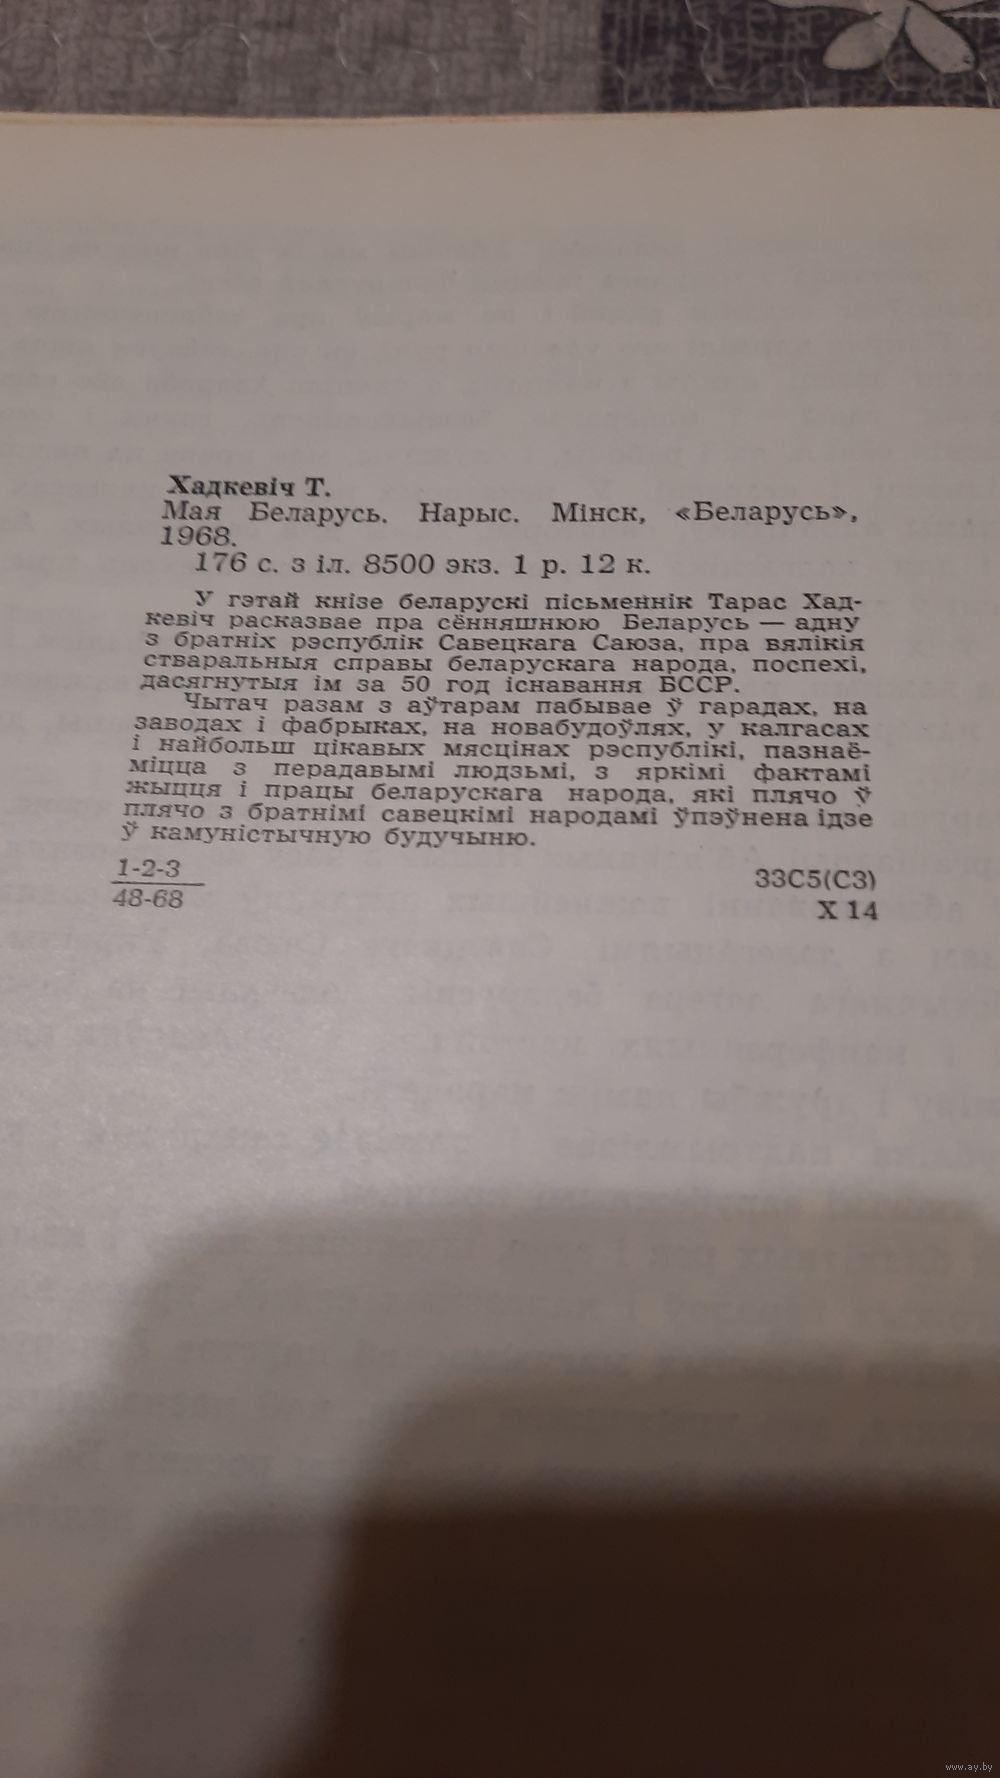 Хадкевіч Т.
Мая Беларусь. Нарыс. Мінск, «Беларусь»,
1968.
176 с. з іл. 8500 экз. 1 р. 12 к.
У гэтай кнізе беларускі пісьменнік Тарас Хад-
кевіч расказвае пра сённяшнюю Беларусь — адну
з братніх рэспублік Савецкага Саюза, пра вялікія
стваральныя справы беларускага народа, поспехі,
дасягнутыя ім за 50 год існавання БССР.
Чытач разам з аўтарам пабывае ў гарадах, на
заводах і фабрыках, на новабудоўлях, у калгасах
і найбольш цікавых мясцінах рэспублікі, пазнаё-
міцца з перадавымі людзьмі, з яркімі фактамі
жыцця і працы беларускага народа, які плячо ў
плячо з братнімі савецкімі народамі ўпэўнена ідзе
ў камуністычную будучыню.
1-2-3
48-68
33С5(С3)
Х 14
www.ay.by